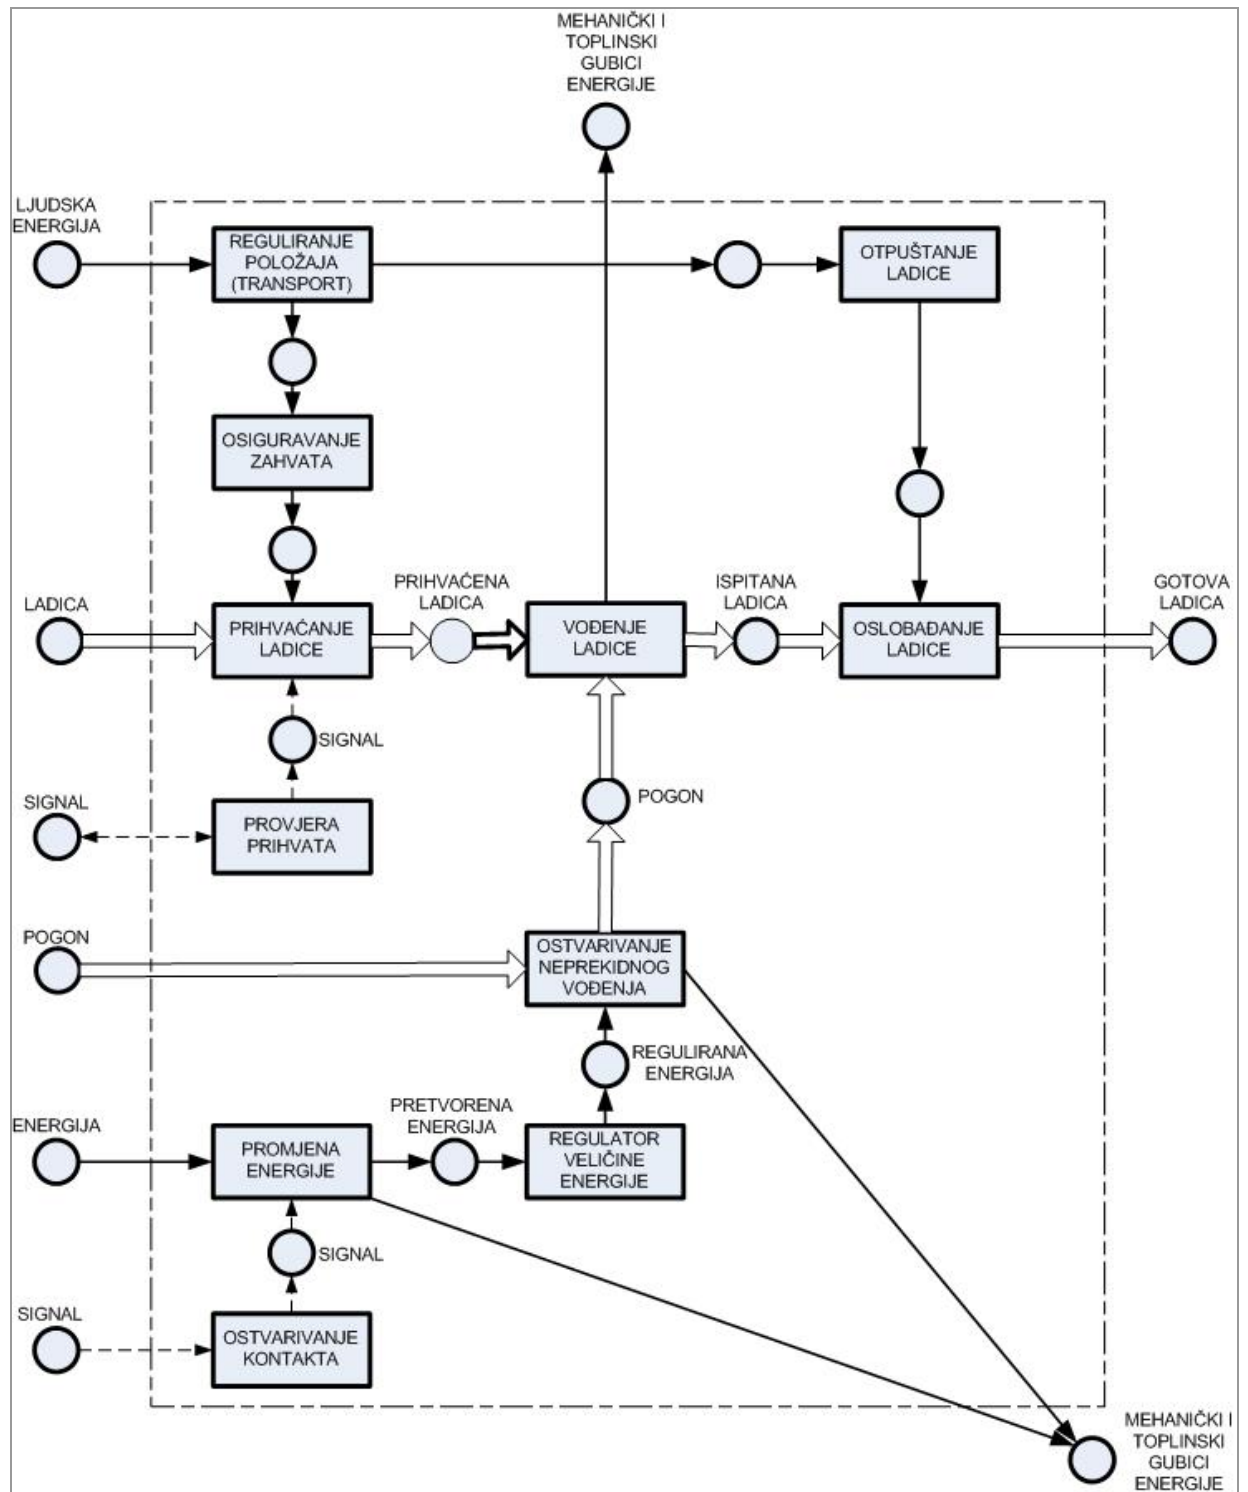 MEHANIČKI I
TOPLINSKI
GUBICI
ENERGIJE
LJUDSKA
ENERGIJA
REGULIRANJE
POLOŽAJA
(TRANSPORT)
OTPUŠTANJE
LADICE
OSIGURAVANJE
ZAHVATA
LADICA
PRIHVAĆANJE
LADICE
PRIHVAĆENA
LADICA
VOĐENJE
LADICE
ISPITANA
LADICA
OSLOBAĐANJE
LADICE
GOTOVA
LADICA
SIGNAL
SIGNAL
PROVJERA
PRIHVATA
POGON
POGON
OSTVARIVANJE
NEPREKIDNOG
VOĐENJA
REGULIRANA
ENERGIJA
ENERGIJA
PROMJENA
ENERGIJE
PRETVORENA
ENERGIJA
REGULATOR
VELIČINE
ENERGIJE
SIGNAL
SIGNAL
OSTVARIVANJE
KONTAKTA
MEHANIČKI I
TOPLINSKI
GUBICI
ENERGIJE